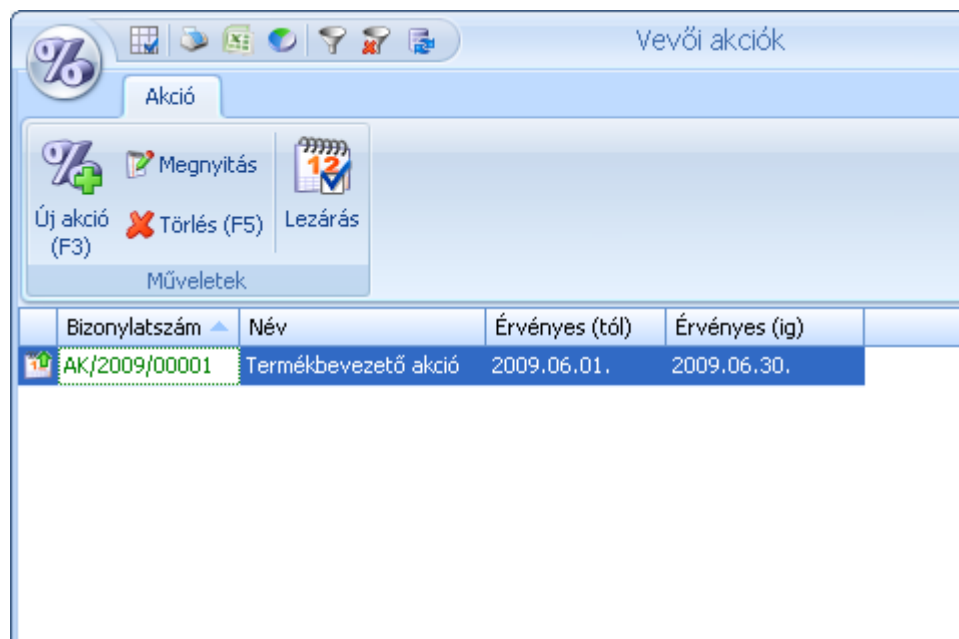 Vevői akciók
Akció
Új akció
(F3)
Megnyitás
Törlés (F5)
Lezárás
Műveletek
Bizonylatszám Név Érvényes (tól) Érvényes (ig)
AK/2009/00001 Termékbevezető akció 2009.06.01. 2009.06.30.